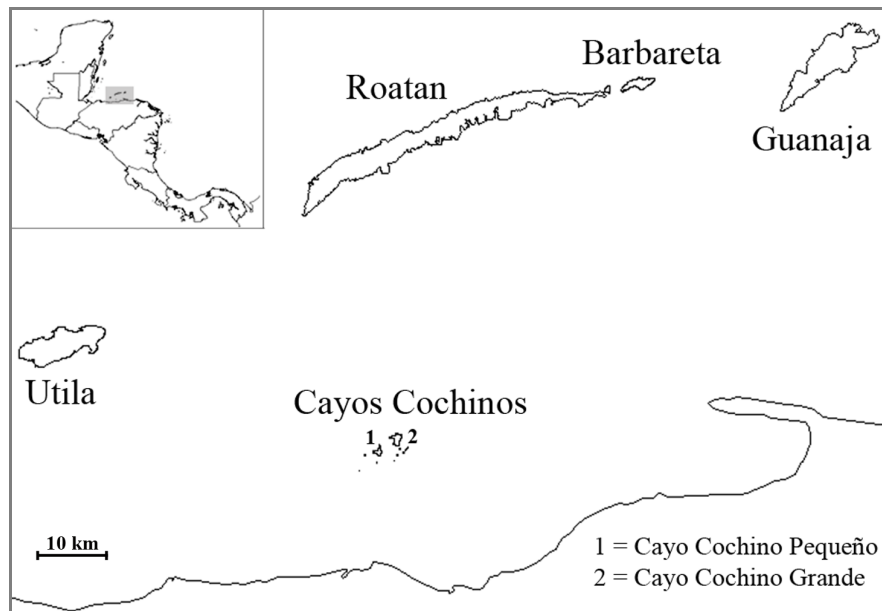 Barbareta
Roatan
Guanaja
Utila
Cayos Cochinos
1
2
10 km
1 = Cayo Cochino Pequeño
2 = Cayo Cochino Grande